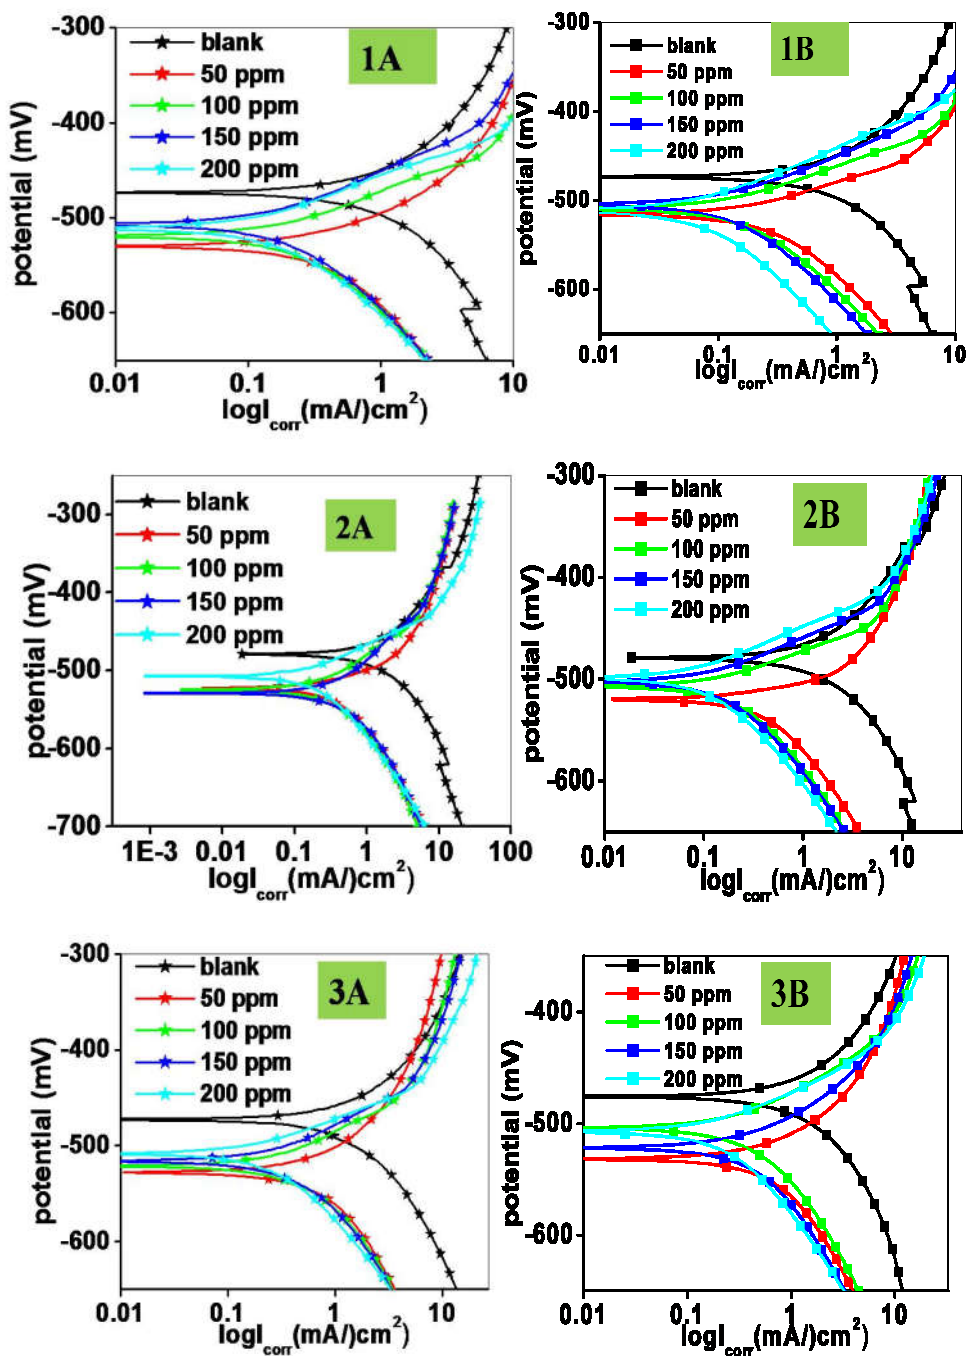 -300
-400
-500
-600
potential (mV)
blank
50 ppm
100 ppm
150 ppm
200 ppm
1A
0.01
0.1
1
10
logI_corr(mA/)cm²
-300
-400
-500
-600
potential (mV)
blank
50 ppm
100 ppm
150 ppm
200 ppm
1B
0.01
0.1
1
10
logI_corr(mA/)cm²
-300
-400
-500
-600
-700
potential (mV)
blank
50 ppm
100 ppm
150 ppm
200 ppm
2A
1E-3
0.01
0.1
1
10
100
logI_corr(mA/)cm²
-300
-400
-500
-600
potential (mV)
blank
50 ppm
100 ppm
150 ppm
200 ppm
2B
0.01
0.1
1
10
logI_corr(mA/)cm²
-300
-400
-500
-600
potential (mV)
blank
50 ppm
100 ppm
150 ppm
200 ppm
3A
0.01
0.1
1
10
logI_corr(mA/)cm²
-400
-500
-600
potential (mV)
blank
50 ppm
100 ppm
150 ppm
200 ppm
3B
0.01
0.1
1
10
logI_corr(mA/)cm²